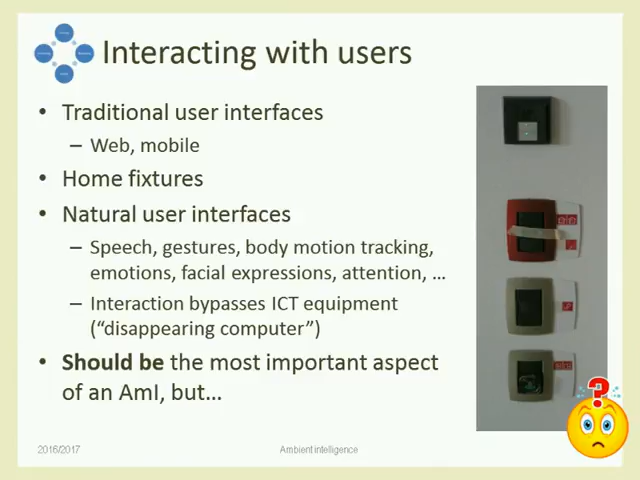 Interacting with users
• Traditional user interfaces
– Web, mobile
• Home fixtures
• Natural user interfaces
– Speech, gestures, body motion tracking,
emotions, facial expressions, attention, …
– Interaction bypasses ICT equipment
(“disappearing computer”)
• Should be the most important aspect
of an AmI, but…
?
2016/2017
Ambient intelligence